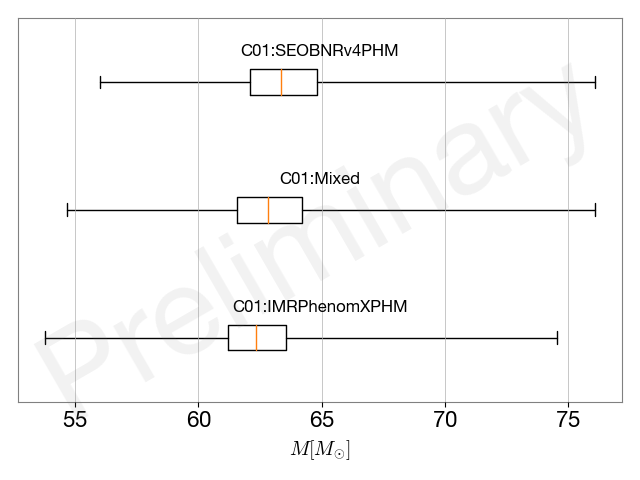 C01:SEOBNRv4PHM
C01:Mixed
C01:IMRPhenomXPHM
Preliminary
55 60 65 70 75
M[M⊙]